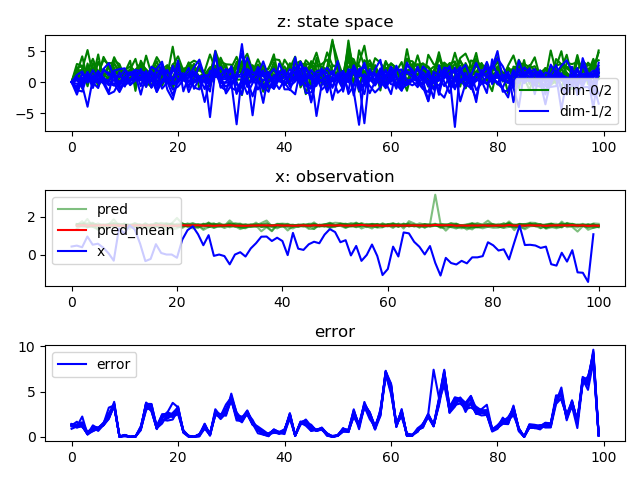 z: state space
5
0
−5
dim-0/2
dim-1/2
0 20 40 60 80 100
x: observation
2
0
pred
pred_mean
x
0 20 40 60 80 100
error
10
5
0
error
0 20 40 60 80 100